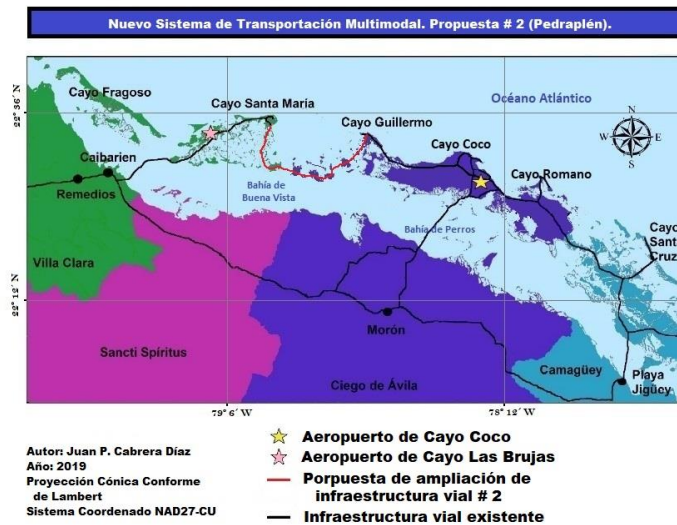 Nuevo Sistema de Transportación Multimodal. Propuesta # 2 (Pedraplén).
Cayo Fragoso
22° 36´
Cayo Santa María
Océano Atlántico
Cayo Guillermo
N
W E
S
Cayo Coco
Caibarien
Cayo Romano
Remedios
Bahía de
Buena Vista
Bahía de Perros
Cayo
Santa
Cruz
Villa Clara
22° 12´
Morón
Sancti Spíritus
Camagüey
Playa
Jigüey
Ciego de Ávila
79° 6´ W
78° 12´ W
Autor: Juan P. Cabrera Díaz
Año: 2019
Proyección Cónica Conforme
de Lambert
Sistema Coordenado NAD27-CU
Aeropuerto de Cayo Coco
Aeropuerto de Cayo Las Brujas
Porpuesta de ampliación de
infraestructura vial # 2
Infraestructura vial existente